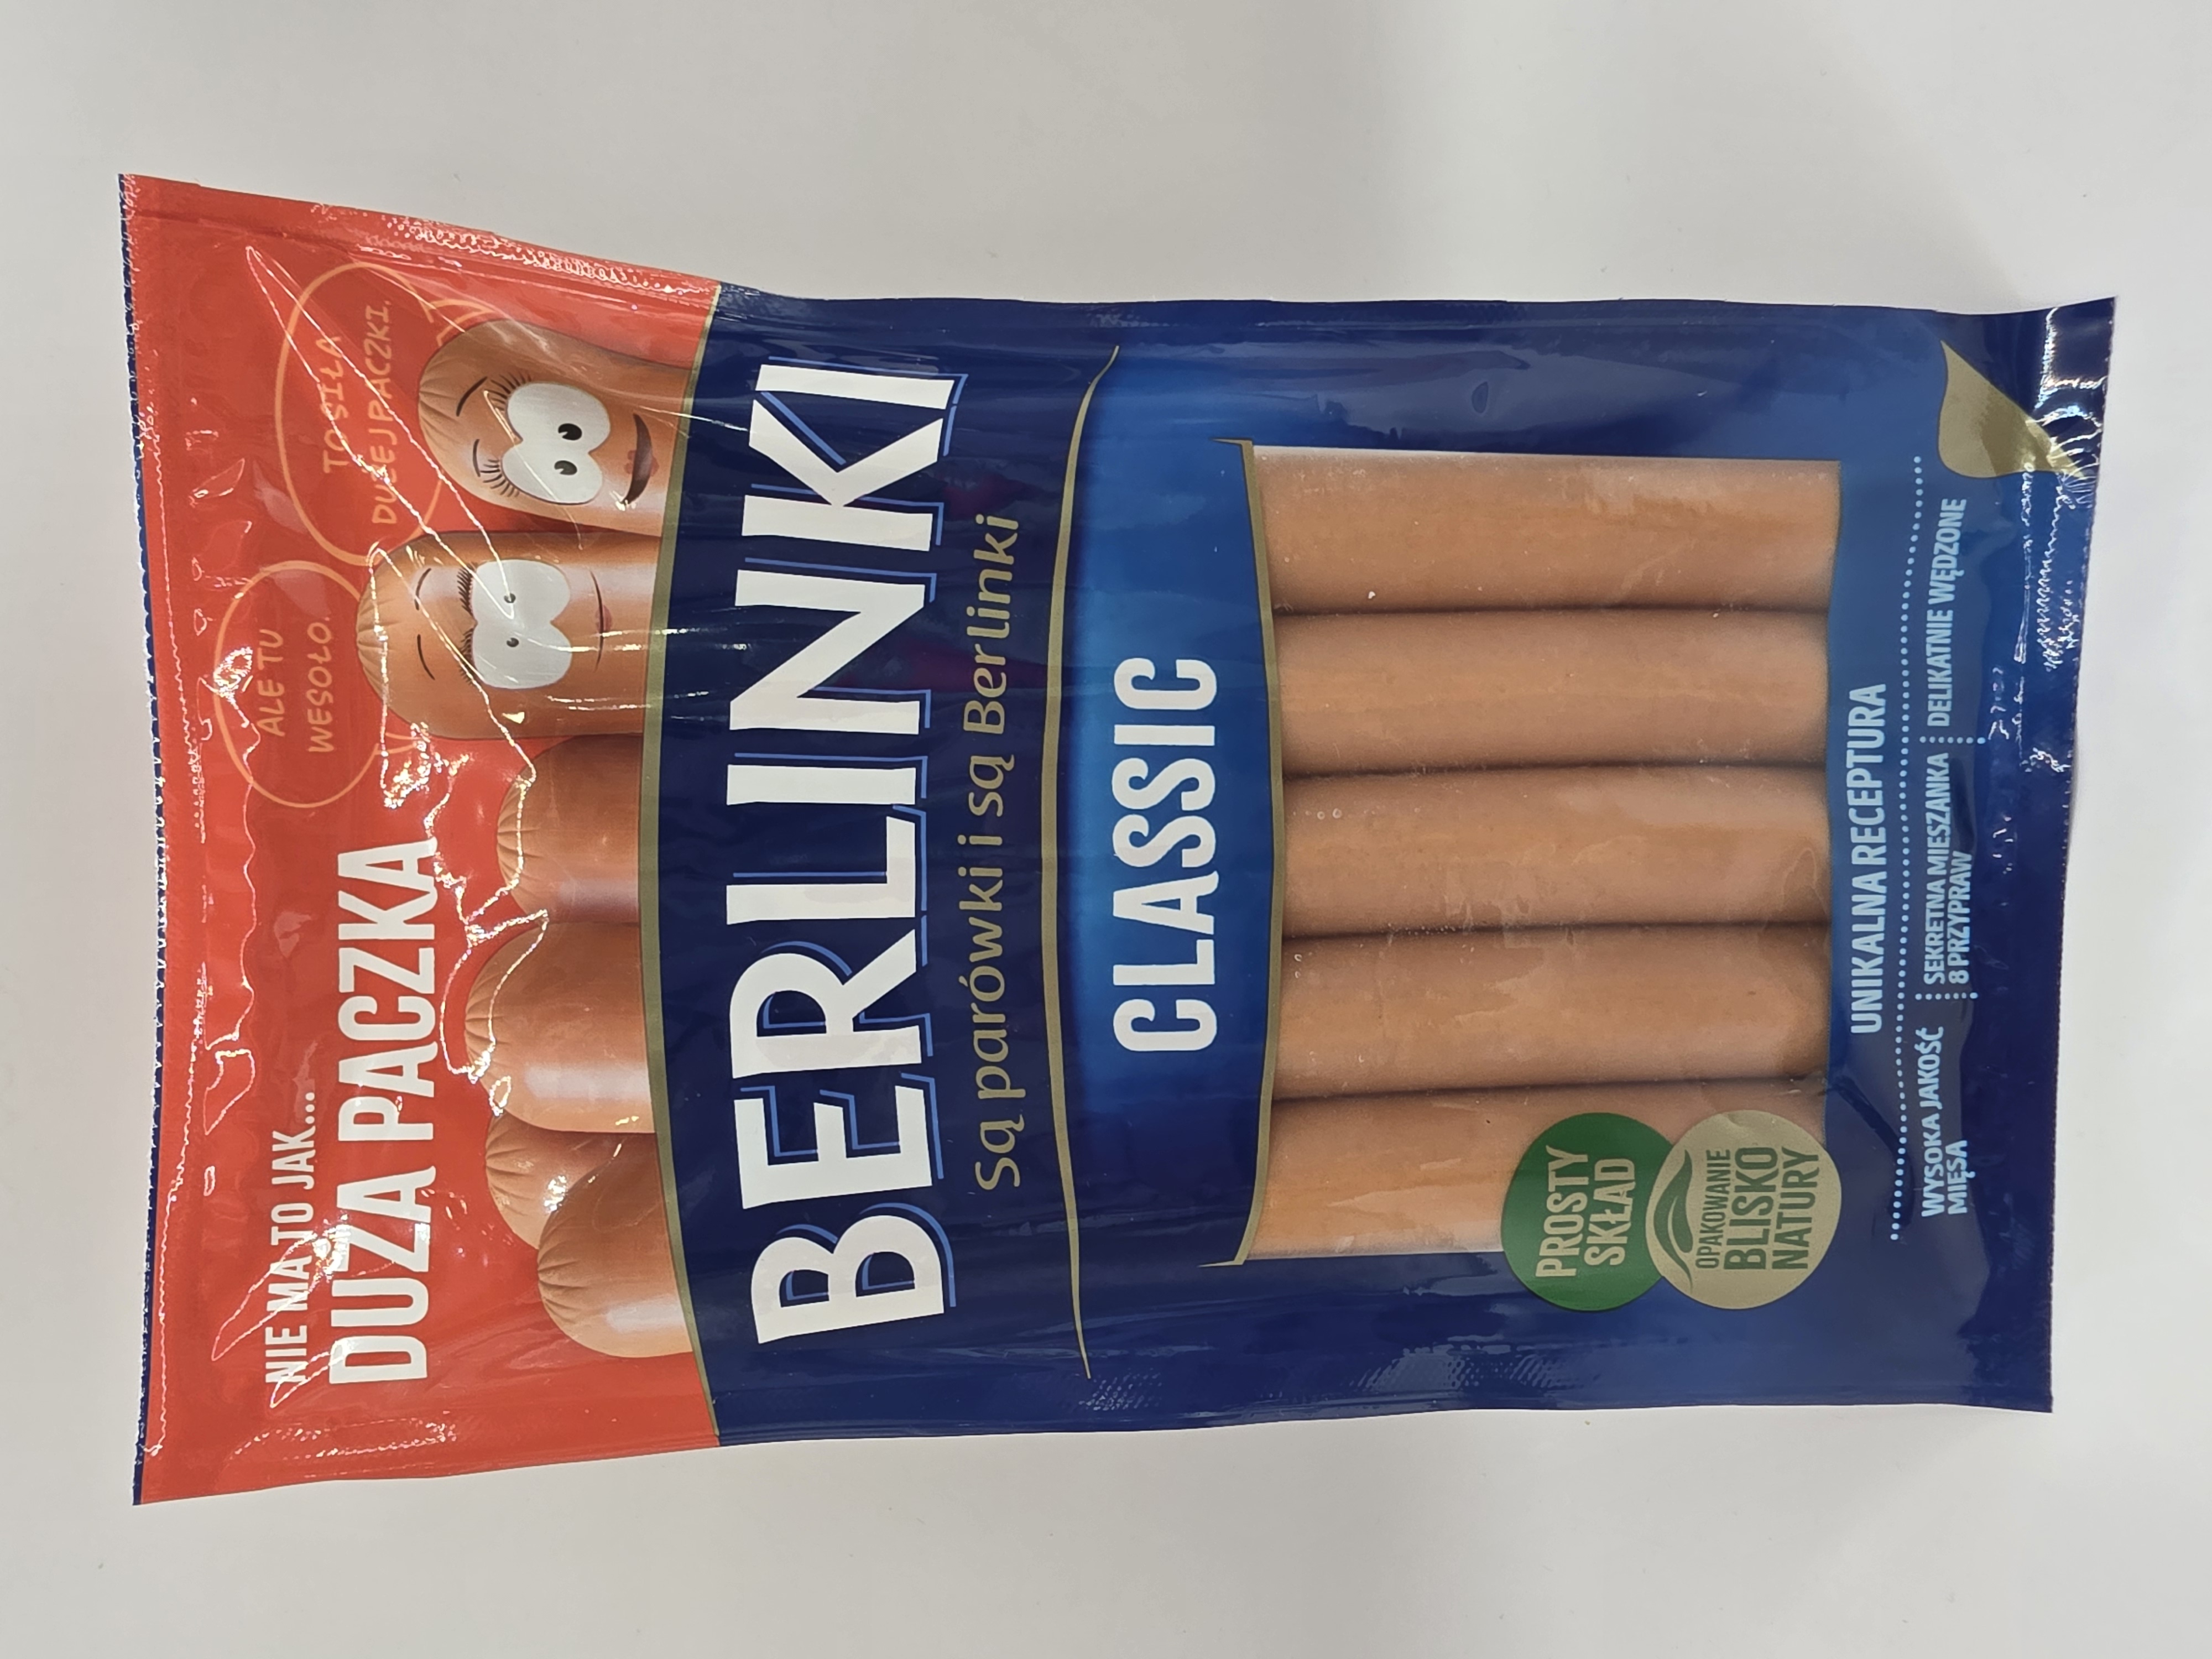 NIE MA TO JAK...
DUŻA PACZKA
ALE TU
WESOŁO.
TO SIŁA
DUŻEJ PACZKI.
BERLINKI
Są parówki i są Berlinki
CLASSIC
PROSTY
SKŁAD
OPAKOWANIE
BLISKO
NATURY
UNIKALNA RECEPTURA
WYSOKA JAKOŚĆ
MIĘSA
SEKRETNA MIESZANKA
8 PRZYPRAW
DELIKATNIE WĘDZONE